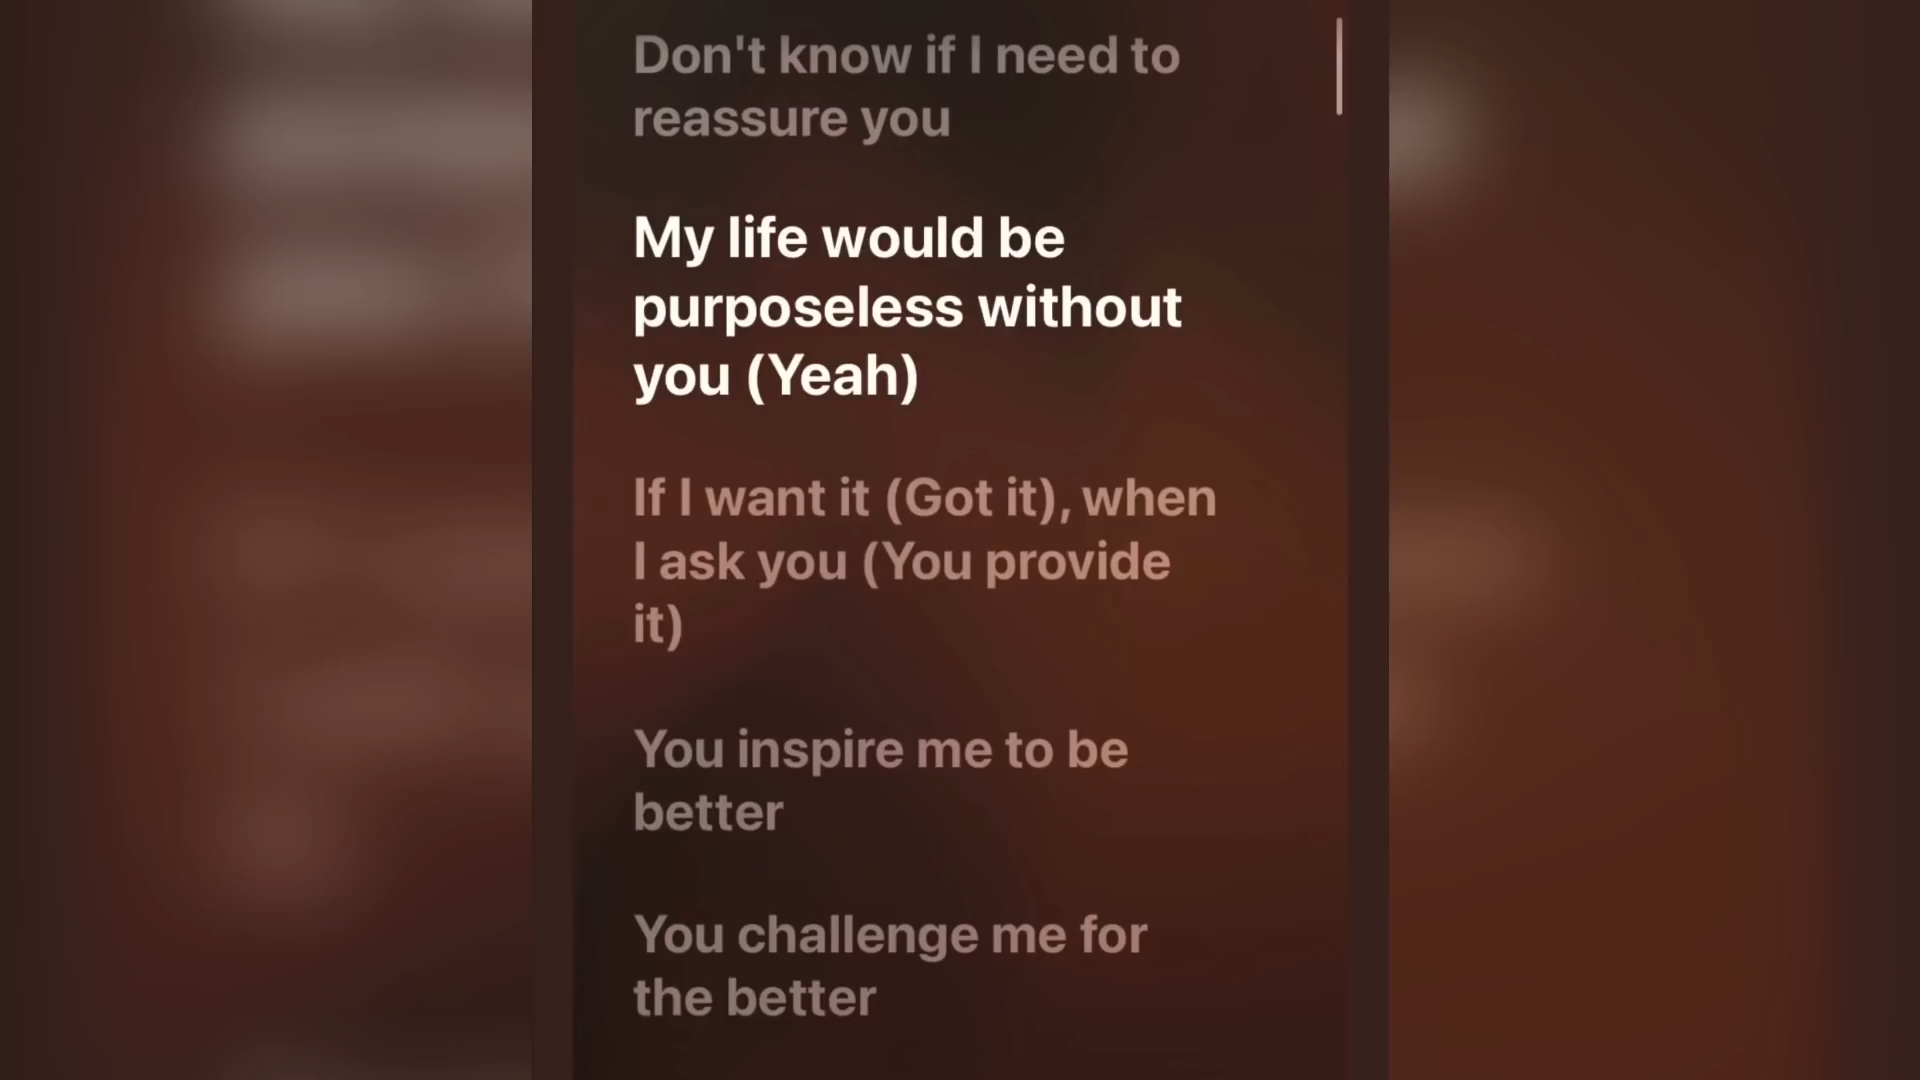 Don't know if I need to
reassure you
My life would be
purposeless without
you (Yeah)
If I want it (Got it), when
I ask you (You provide
it)
You inspire me to be
better
You challenge me for
the better